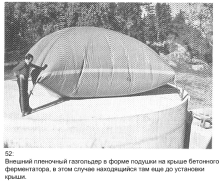 52:
Внешний пленочный газгольдер в форме подушки на крыше бетонного
ферментатора, в этом случае находящийся там еще до установки
крыши.